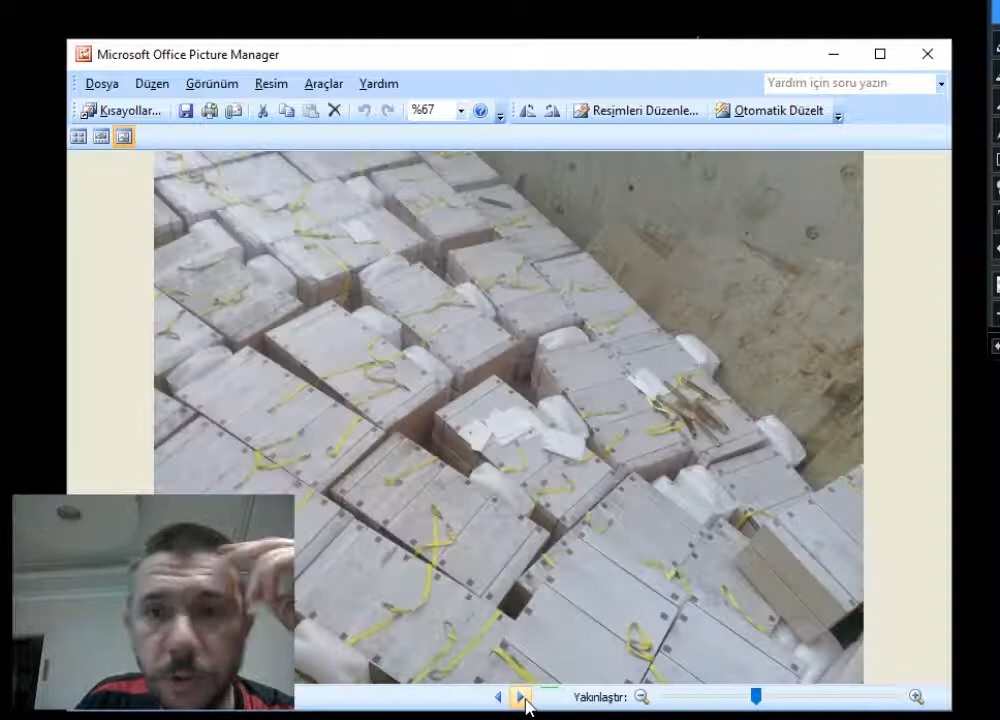 Microsoft Office Picture Manager
Dosya Düzen Görünüm Resim Araçlar Yardım
Yardım için soru yazın
Kısayollar... %67 Resimleri Düzenle... Otomatik Düzelt
Yakınlaştır: